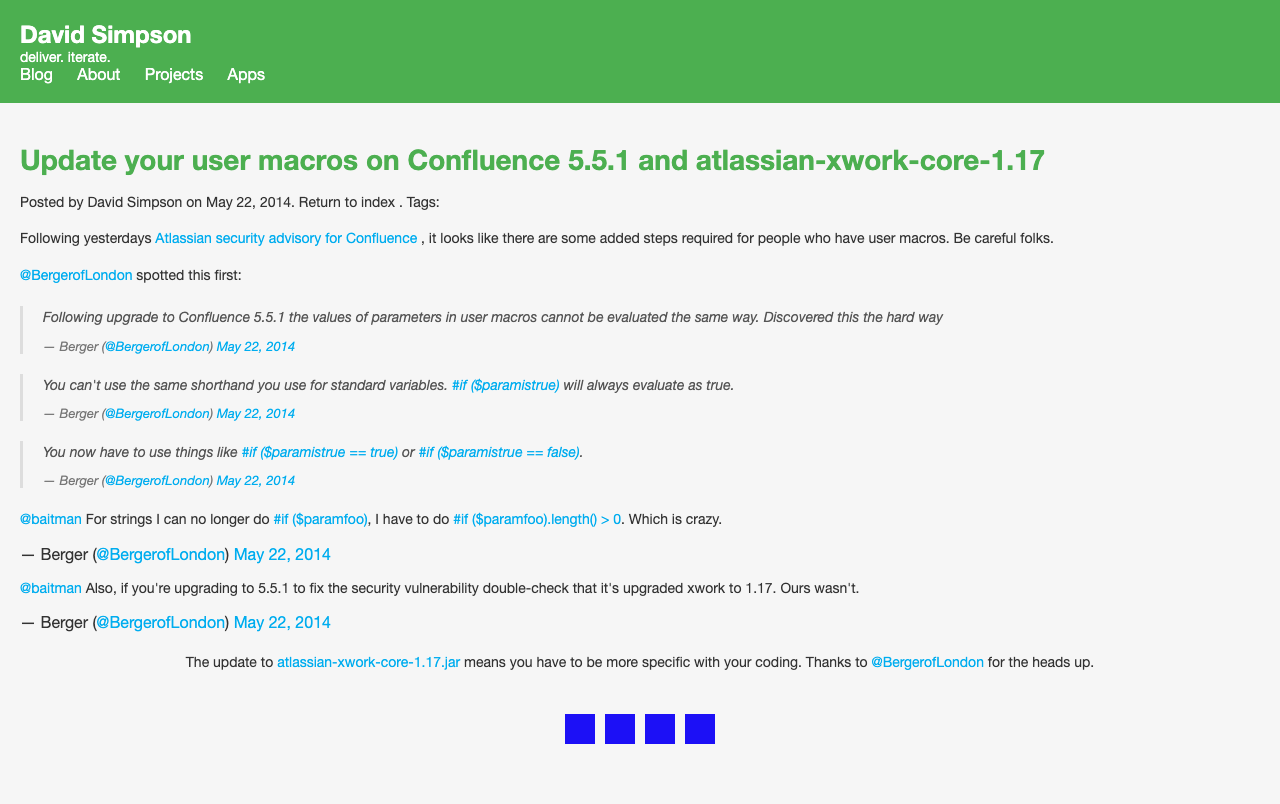 David Simpson
deliver. iterate.
Blog About Projects Apps
Update your user macros on Confluence 5.5.1 and atlassian-xwork-core-1.17
Posted by David Simpson on May 22, 2014. Return to index . Tags:
Following yesterdays Atlassian security advisory for Confluence , it looks like there are some added steps required for people who have user macros. Be careful folks.
@BergerofLondon spotted this first:
Following upgrade to Confluence 5.5.1 the values of parameters in user macros cannot be evaluated the same way. Discovered this the hard way
— Berger (@BergerofLondon) May 22, 2014
You can't use the same shorthand you use for standard variables. #if ($paramistrue) will always evaluate as true.
— Berger (@BergerofLondon) May 22, 2014
You now have to use things like #if ($paramistrue == true) or #if ($paramistrue == false).
— Berger (@BergerofLondon) May 22, 2014
@baitman For strings I can no longer do #if ($paramfoo), I have to do #if ($paramfoo).length() > 0. Which is crazy.
— Berger (@BergerofLondon) May 22, 2014
@baitman Also, if you're upgrading to 5.5.1 to fix the security vulnerability double-check that it's upgraded xwork to 1.17. Ours wasn't.
— Berger (@BergerofLondon) May 22, 2014
The update to atlassian-xwork-core-1.17.jar means you have to be more specific with your coding. Thanks to @BergerofLondon for the heads up.